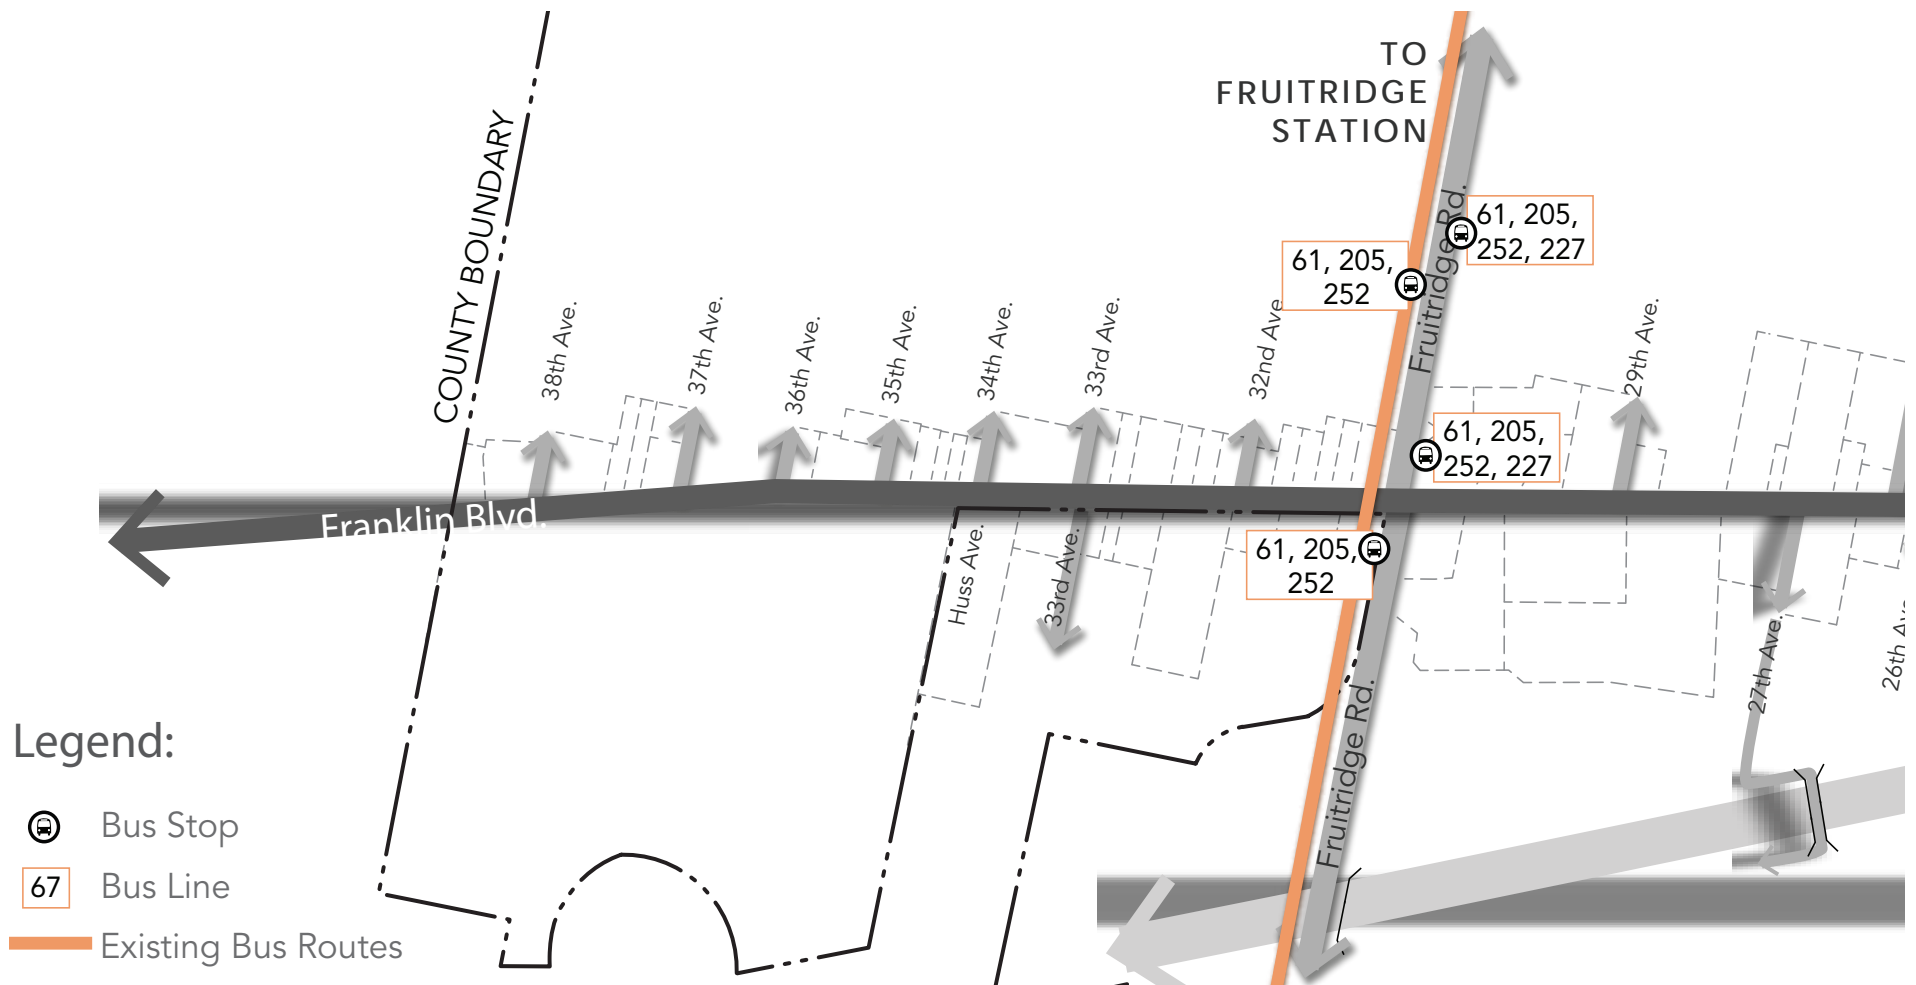 TO
FRUITRIDGE
STATION
COUNTY BOUNDARY
Fruitridge Rd.
61, 205,
252, 227
61, 205,
252
38th Ave.
37th Ave.
36th Ave.
35th Ave.
34th Ave.
33rd Ave.
32nd Ave
29th Ave.
61, 205,
252, 227
Franklin Blvd.
61, 205,
252
Huss Ave.
33rd Ave.
27th Ave.
26th Av
Fruitridge Rd.
Legend:
Bus Stop
67 Bus Line
Existing Bus Routes